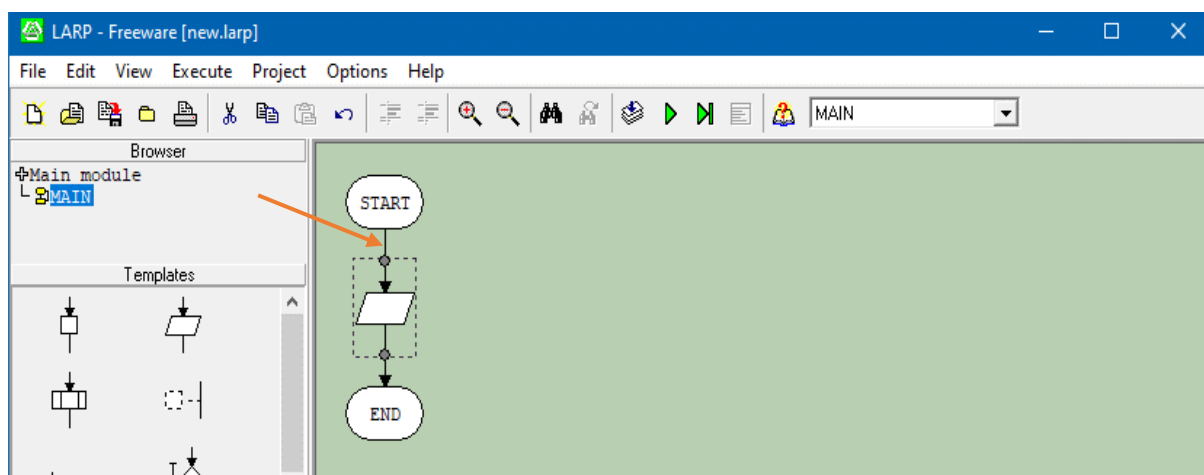 LARP - Freeware [new.larp]
File Edit View Execute Project Options Help
MAIN
Browser
Main module
MAIN
Templates
T
START
END